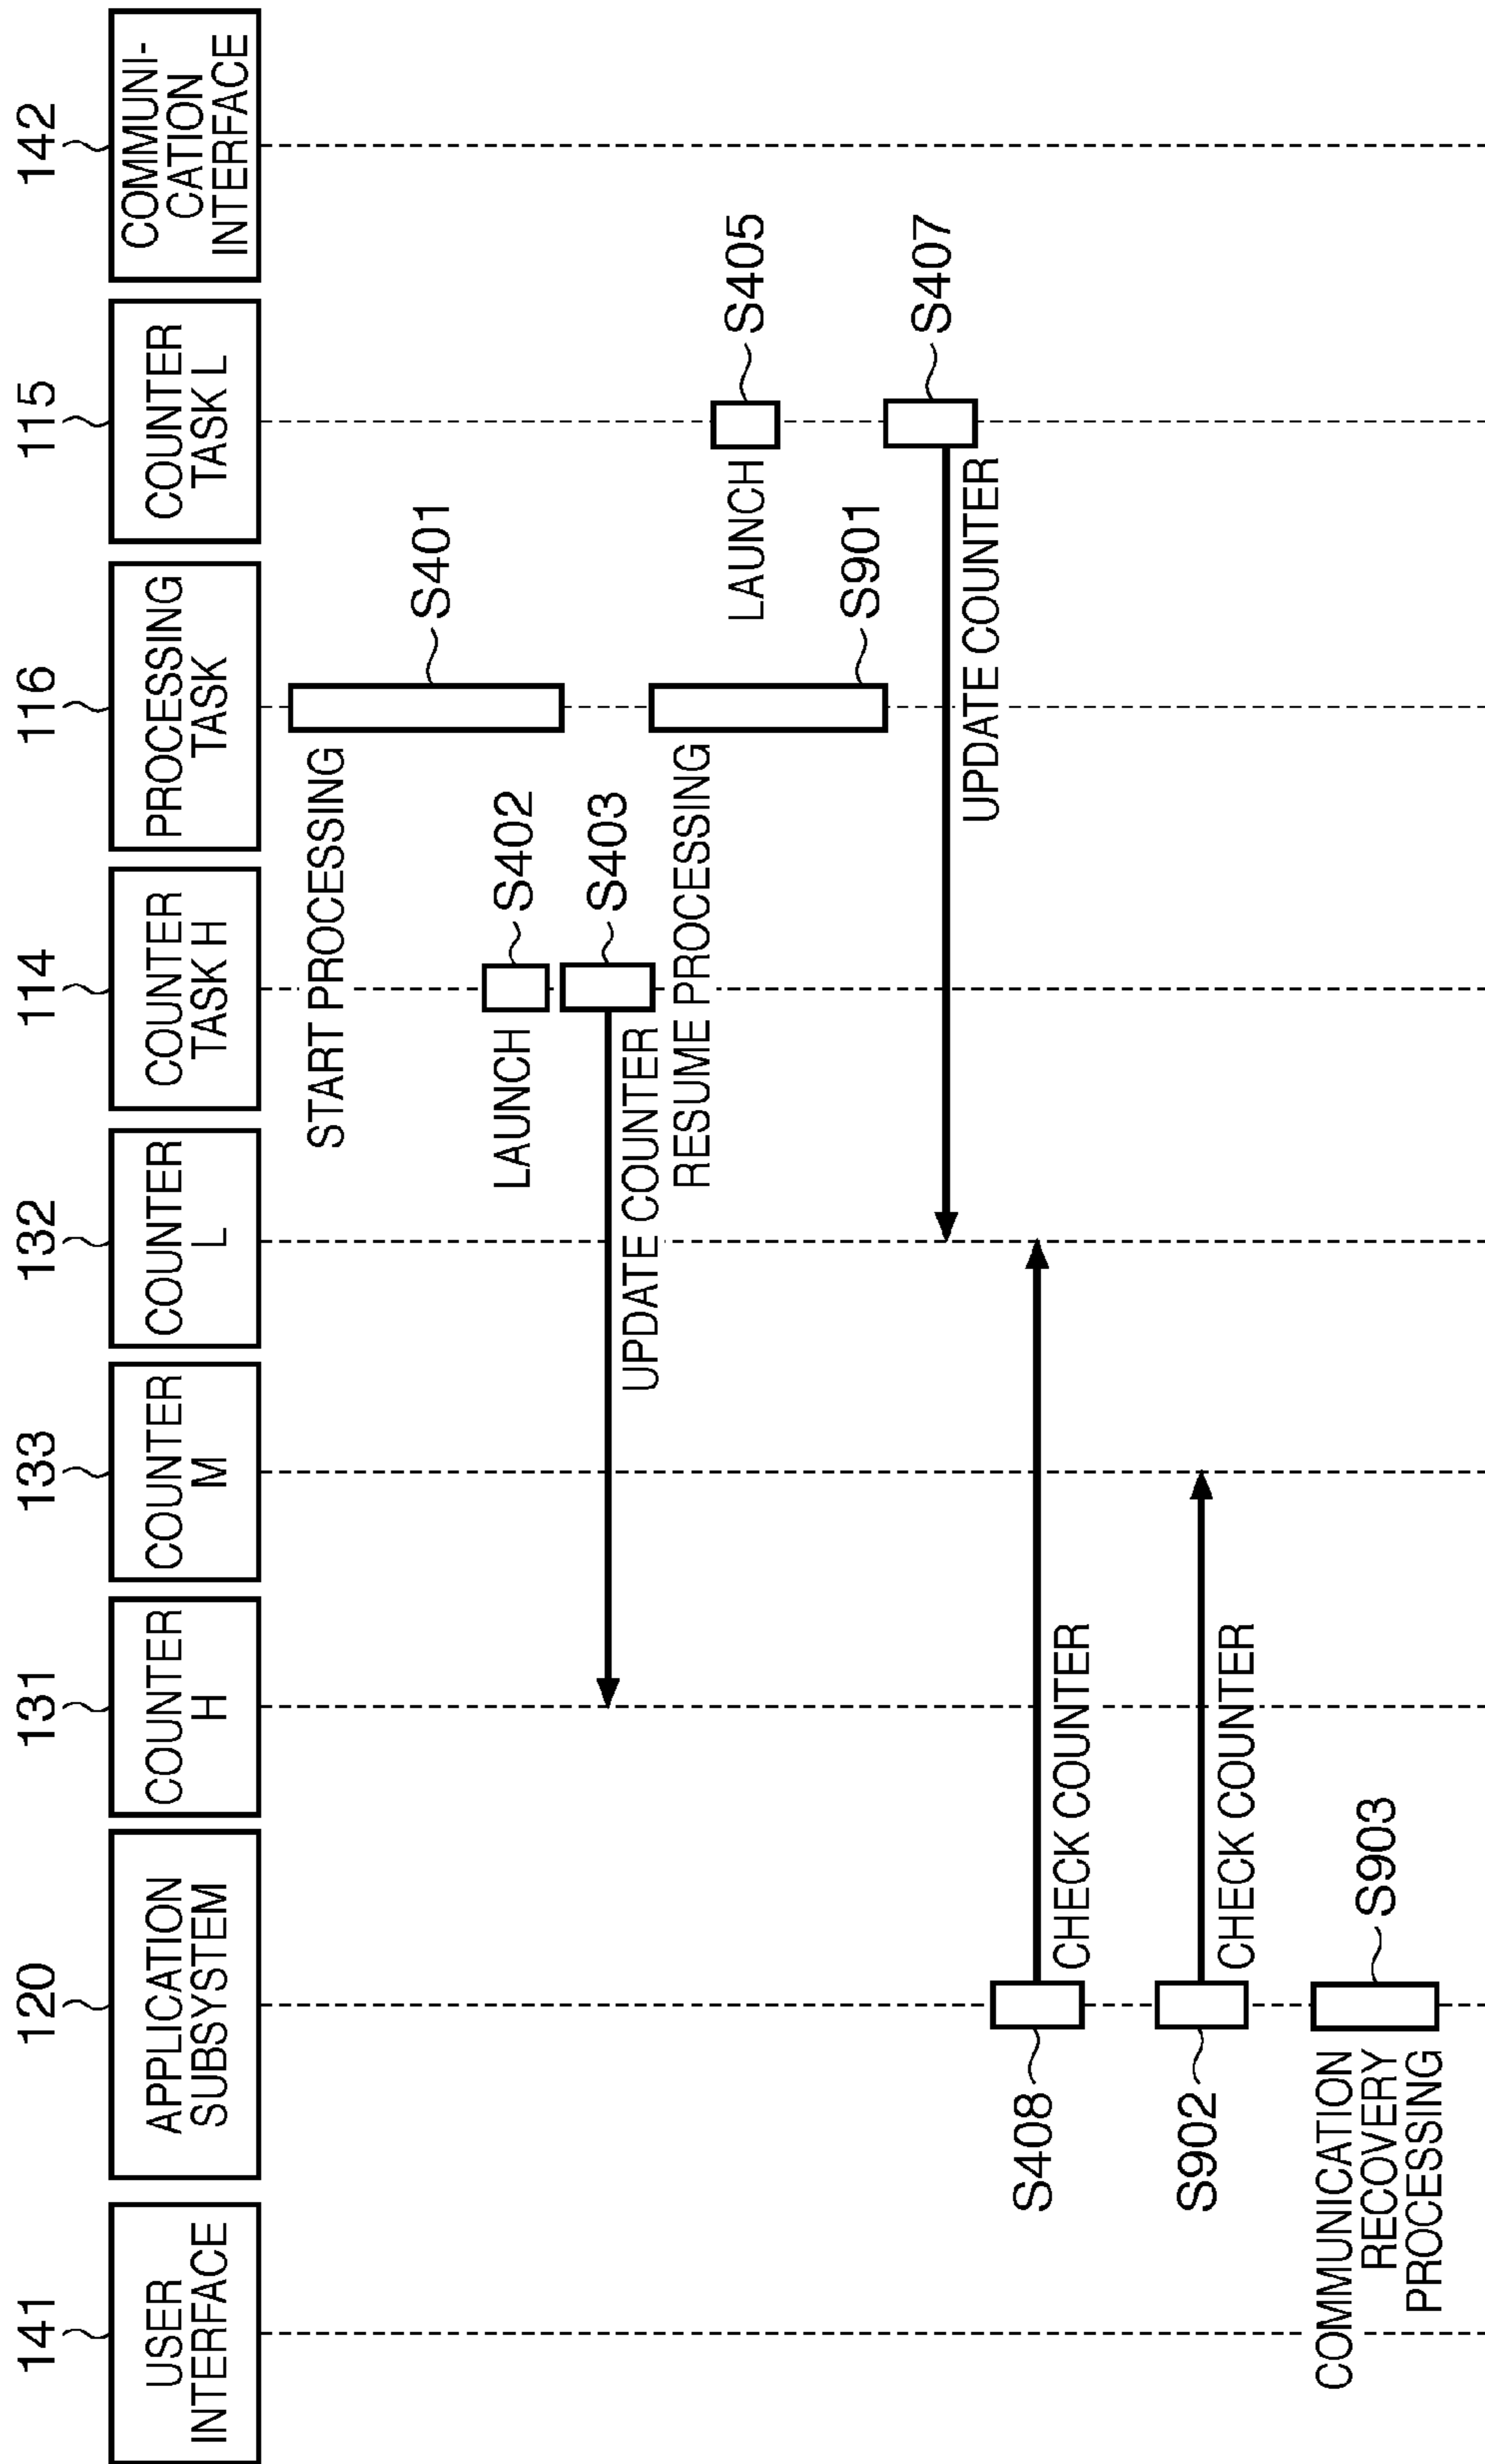 141
USER
INTERFACE
120
APPLICATION
SUBSYSTEM
131
COUNTER
H
133
COUNTER
M
132
COUNTER
L
114
COUNTER
TASK H
116
PROCESSING
TASK
115
COUNTER
TASK L
142
COMMUNI-
CATION
INTERFACE
START PROCESSING
S401
LAUNCH
S402
S403
UPDATE COUNTER
RESUME PROCESSING
S901
LAUNCH
S405
S407
UPDATE COUNTER
S408
CHECK COUNTER
S902
CHECK COUNTER
COMMUNICATION
RECOVERY
PROCESSING
S903